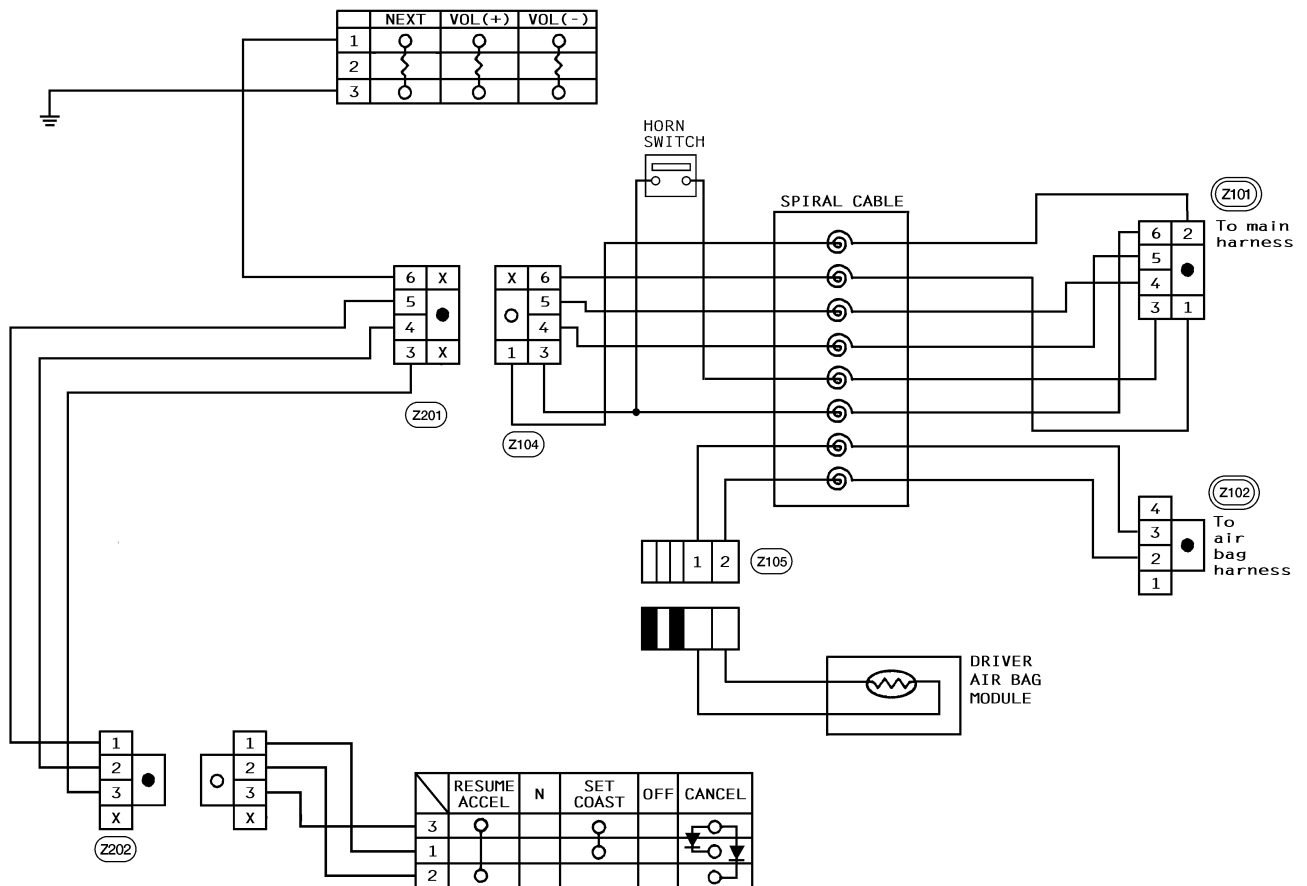 NEXT VOL(+) VOL(-)
1
2
3
HORN
SWITCH
SPIRAL CABLE
Z101
To main
harness
6 2
5
4
3 1
6 X
5
4
3 X
Z201
X 6
5
4
1 3
Z104
Z102
To
air
bag
harness
4
3
2
1
1 2
Z105
DRIVER
AIR BAG
MODULE
1
2
3
X
Z202
1
2
3
X
RESUME
ACCEL
N
SET
COAST
OFF
CANCEL
3
1
2